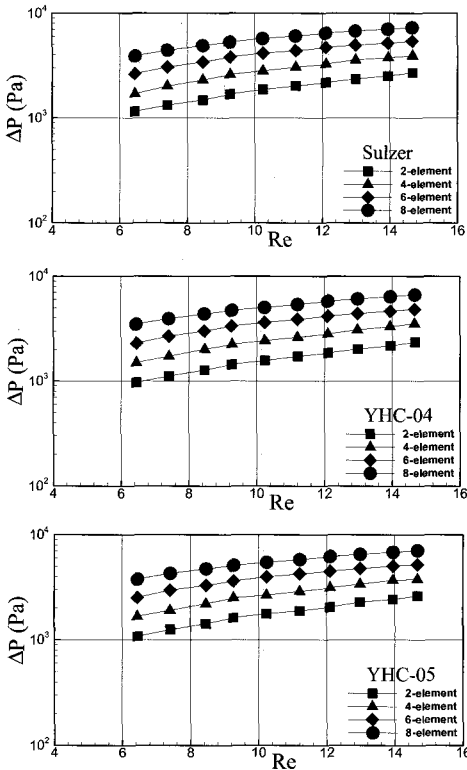 10⁴
ΔP (Pa)
10³
10²
Sulzer
2-element
4-element
6-element
8-element
4 6 8 10 12 14 16
Re
10⁴
ΔP (Pa)
10³
10²
YHC-04
2-element
4-element
6-element
8-element
4 6 8 10 12 14 16
Re
10⁴
ΔP (Pa)
10³
10²
YHC-05
2-element
4-element
6-element
8-element
4 6 8 10 12 14 16
Re